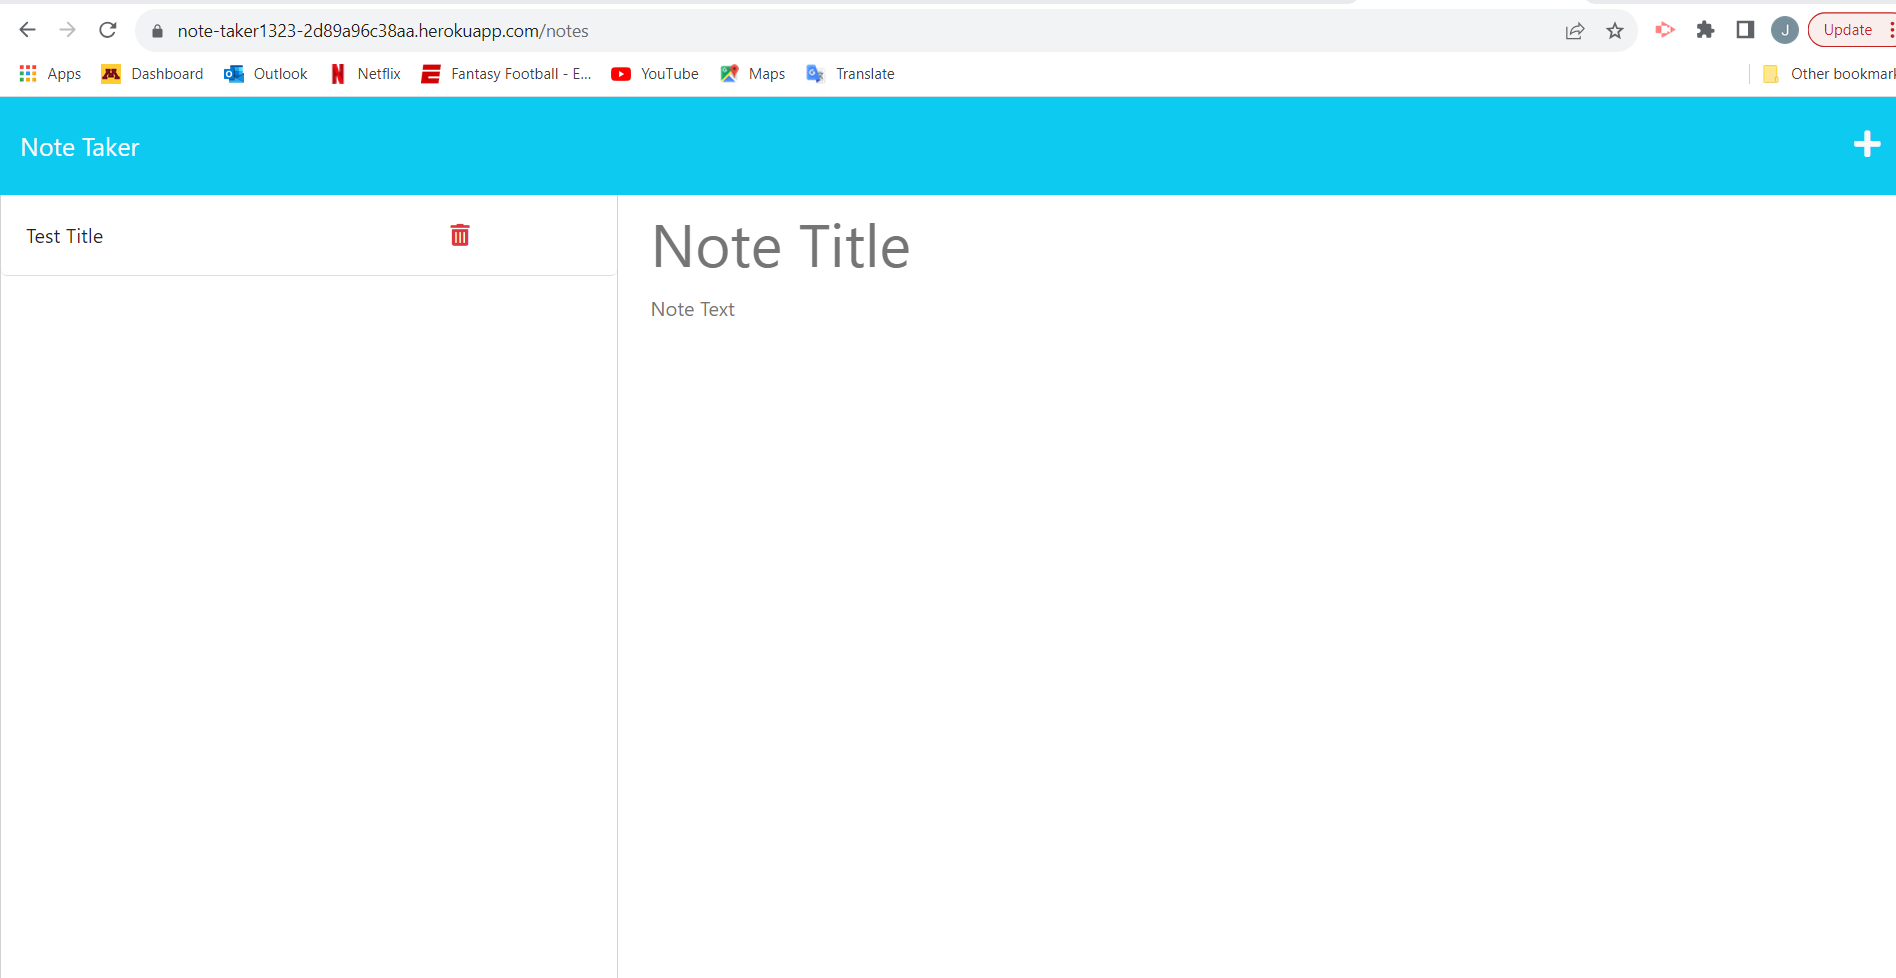 note-taker1323-2d89a96c38aa.herokuapp.com/notes
J
Update
Apps Dashboard Outlook Netflix Fantasy Football - E... YouTube Maps Translate
Other bookmark
Note Taker
Test Title
Note Title
Note Text